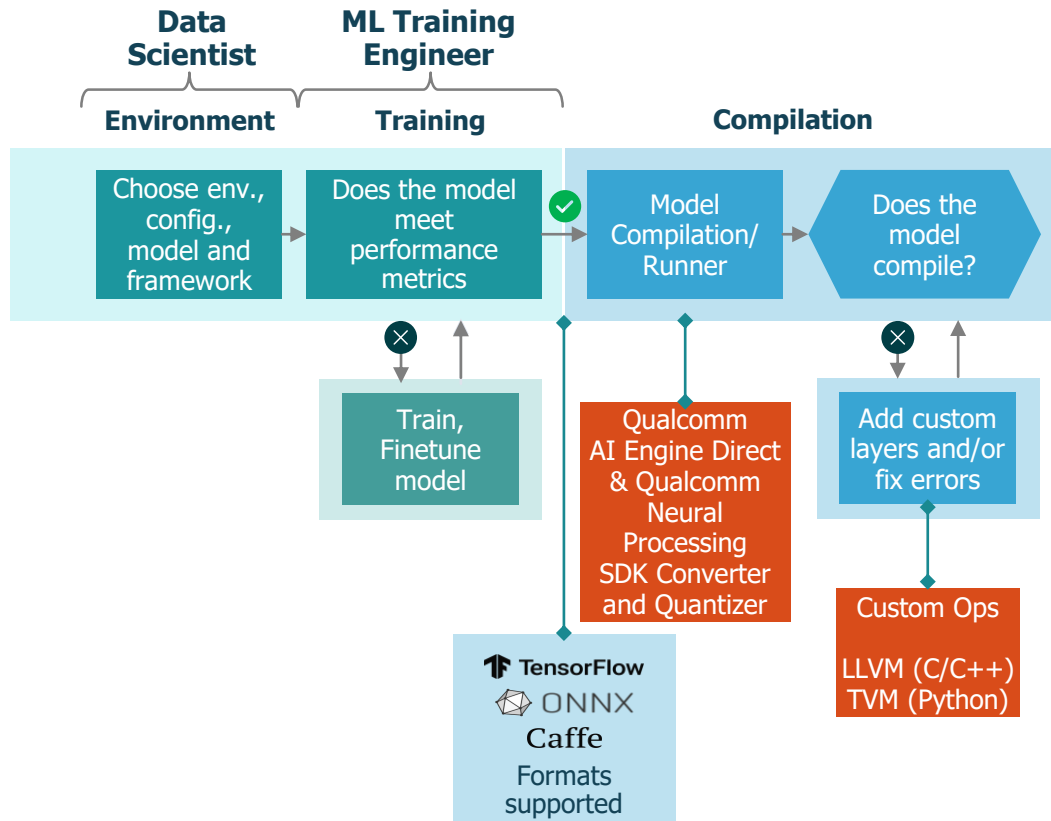 Data
Scientist
ML Training
Engineer
Environment
Training
Compilation
Choose env.,
config.,
model and
framework
Does the model
meet
performance
metrics
Model
Compilation/
Runner
Does the
model
compile?
Train,
Finetune
model
Qualcomm
AI Engine Direct
& Qualcomm
Neural
Processing
SDK Converter
and Quantizer
Add custom
layers and/or
fix errors
Custom Ops
LLVM (C/C++)
TVM (Python)
TensorFlow
ONNX
Caffe
Formats
supported